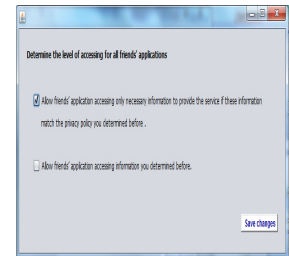 Determine the level of accessing for all friends' applications
Allow friends' application accessing only necessary information to provide the service if these information
match the privacy policy you determined before .
Allow friends' application accessing information you determined before.
Save changes